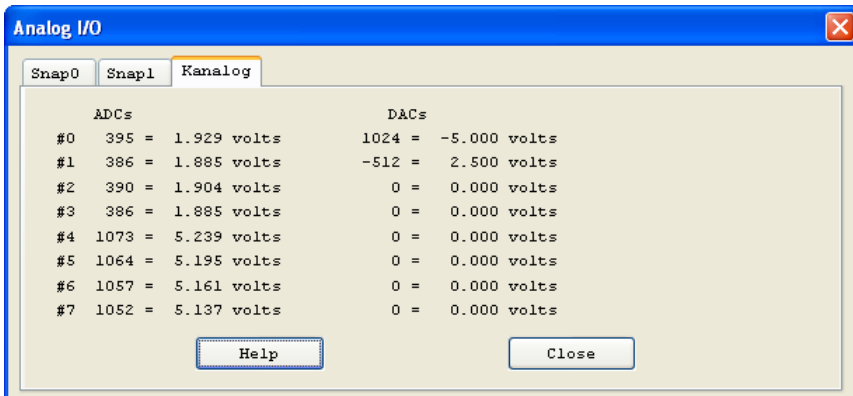 Analog I/O
Snap0 Snap1 Kanalog
ADCs DACs
#0 395 = 1.929 volts 1024 = -5.000 volts
#1 386 = 1.885 volts -512 = 2.500 volts
#2 390 = 1.904 volts 0 = 0.000 volts
#3 386 = 1.885 volts 0 = 0.000 volts
#4 1073 = 5.239 volts 0 = 0.000 volts
#5 1064 = 5.195 volts 0 = 0.000 volts
#6 1057 = 5.161 volts 0 = 0.000 volts
#7 1052 = 5.137 volts 0 = 0.000 volts
Help Close